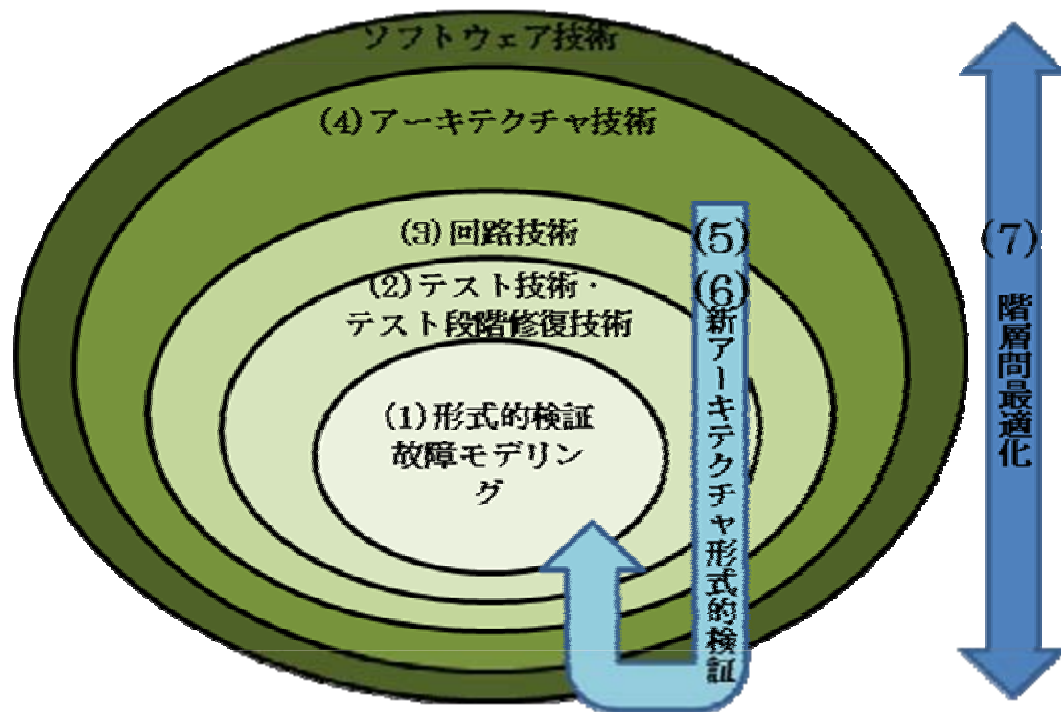 ソフトウェア技術
(4)アーキテクチャ技術
(3)回路技術
(2)テスト技術・
テスト段階修復技術
(1)形式的検証
故障モデリン
グ
(5)
(6)
新アーキテクチャ形式的検証
(7)
階層間最適化